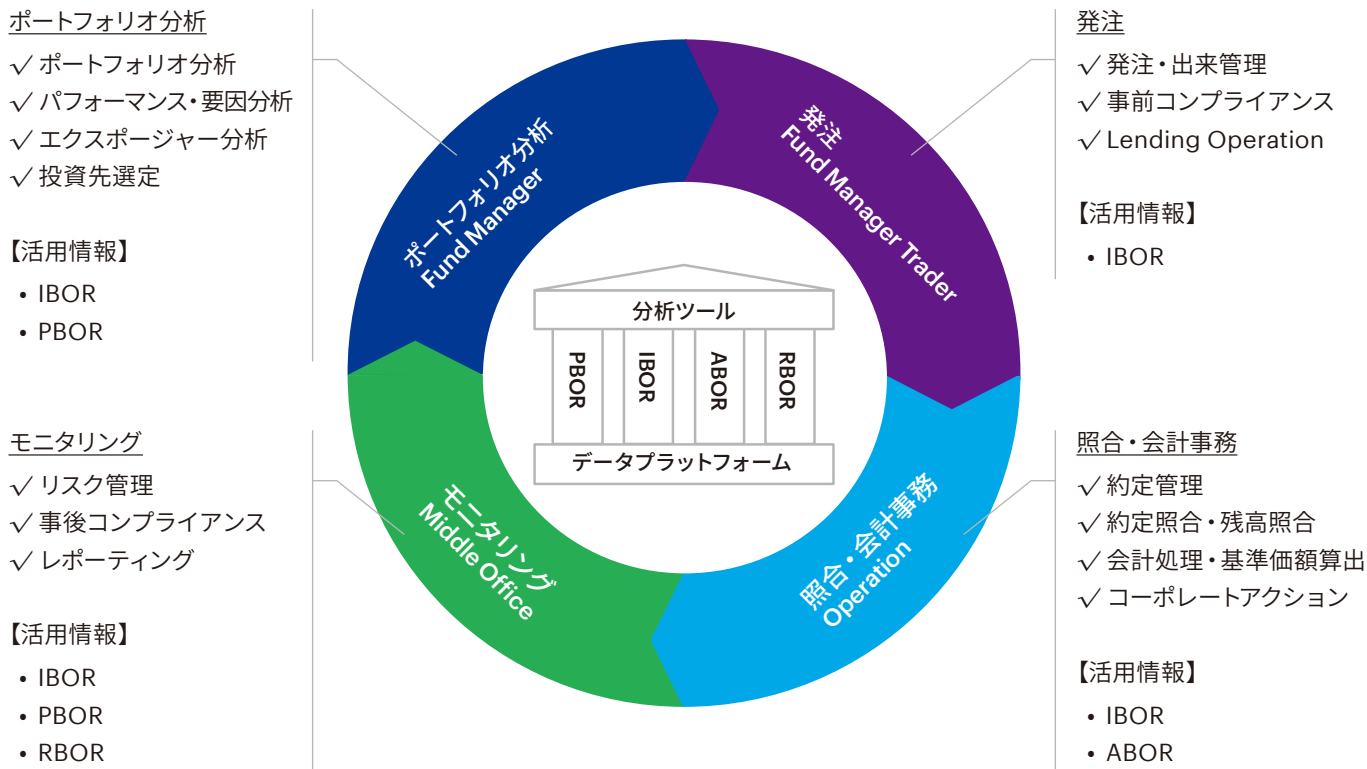 ポートフォリオ分析
✓ ポートフォリオ分析
✓ パフォーマンス・要因分析
✓ エクスポージャー分析
✓ 投資先選定
【活用情報】
• IBOR
• PBOR
発注
✓ 発注・出来管理
✓ 事前コンプライアンス
✓ Lending Operation
【活用情報】
• IBOR
ポートフォリオ分析
Fund Manager
発注
Fund Manager Trader
分析ツール
PBOR
IBOR
ABOR
RBOR
データプラットフォーム
モニタリング
Middle Office
照合・会計事務
Operation
モニタリング
✓ リスク管理
✓ 事後コンプライアンス
✓ レポーティング
【活用情報】
• IBOR
• PBOR
• RBOR
照合・会計事務
✓ 約定管理
✓ 約定照合・残高照合
✓ 会計処理・基準価額算出
✓ コーポレートアクション
【活用情報】
• IBOR
• ABOR